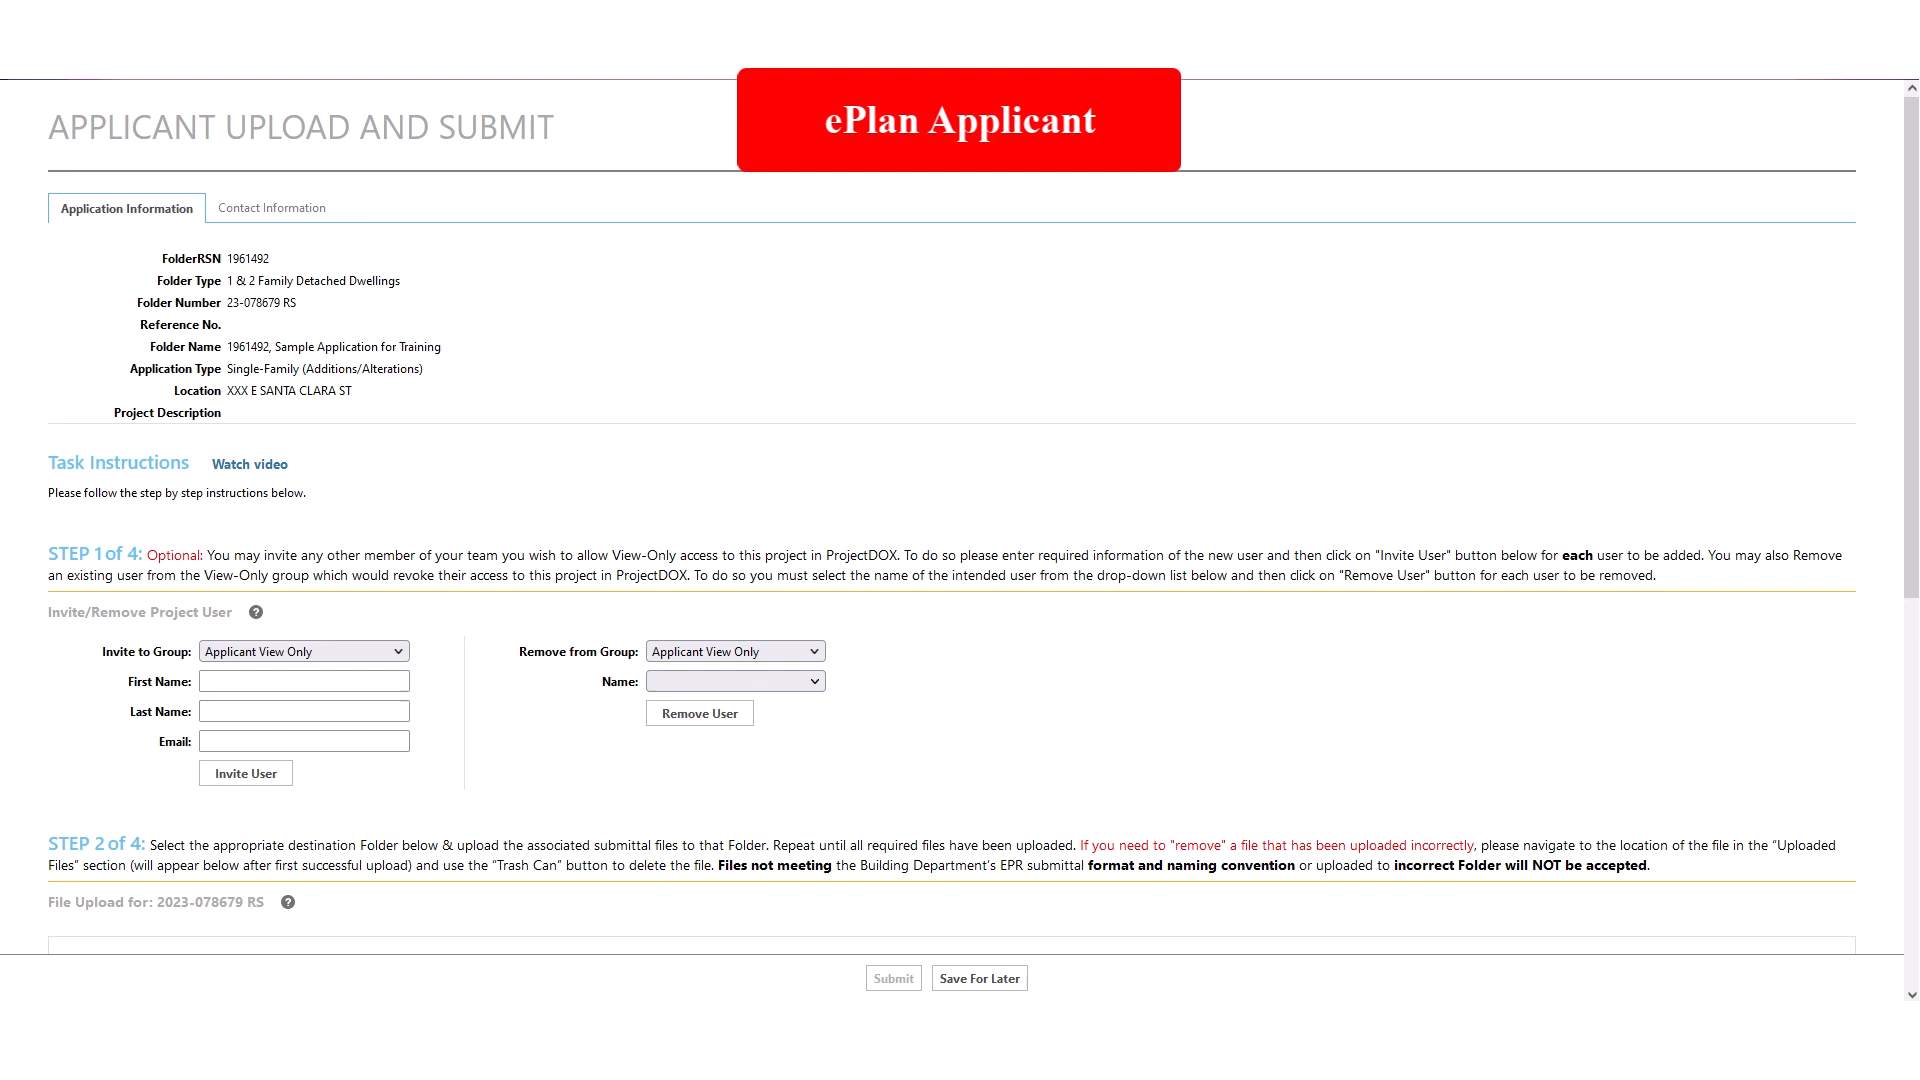 ePlan Applicant
APPLICANT UPLOAD AND SUBMIT
Application Information
Contact Information
FolderRSN 1961492
Folder Type 1 & 2 Family Detached Dwellings
Folder Number 23-078679 RS
Reference No.
Folder Name 1961492, Sample Application for Training
Application Type Single-Family (Additions/Alterations)
Location XXX E SANTA CLARA ST
Project Description
Task Instructions Watch video
Please follow the step by step instructions below.
STEP 1 of 4: Optional: You may invite any other member of your team you wish to allow View-Only access to this project in ProjectDOX. To do so please enter required information of the new user and then click on "Invite User" button below for each user to be added. You may also Remove
an existing user from the View-Only group which would revoke their access to this project in ProjectDOX. To do so you must select the name of the intended user from the drop-down list below and then click on "Remove User" button for each user to be removed.
Invite/Remove Project User ?
Invite to Group: Applicant View Only
First Name:
Last Name:
Email:
Invite User
Remove from Group: Applicant View Only
Name:
Remove User
STEP 2 of 4: Select the appropriate destination Folder below & upload the associated submittal files to that Folder. Repeat until all required files have been uploaded. If you need to "remove" a file that has been uploaded incorrectly, please navigate to the location of the file in the “Uploaded
Files” section (will appear below after first successful upload) and use the “Trash Can” button to delete the file. Files not meeting the Building Department's EPR submittal format and naming convention or uploaded to incorrect Folder will NOT be accepted.
File Upload for: 2023-078679 RS ?
Submit
Save For Later